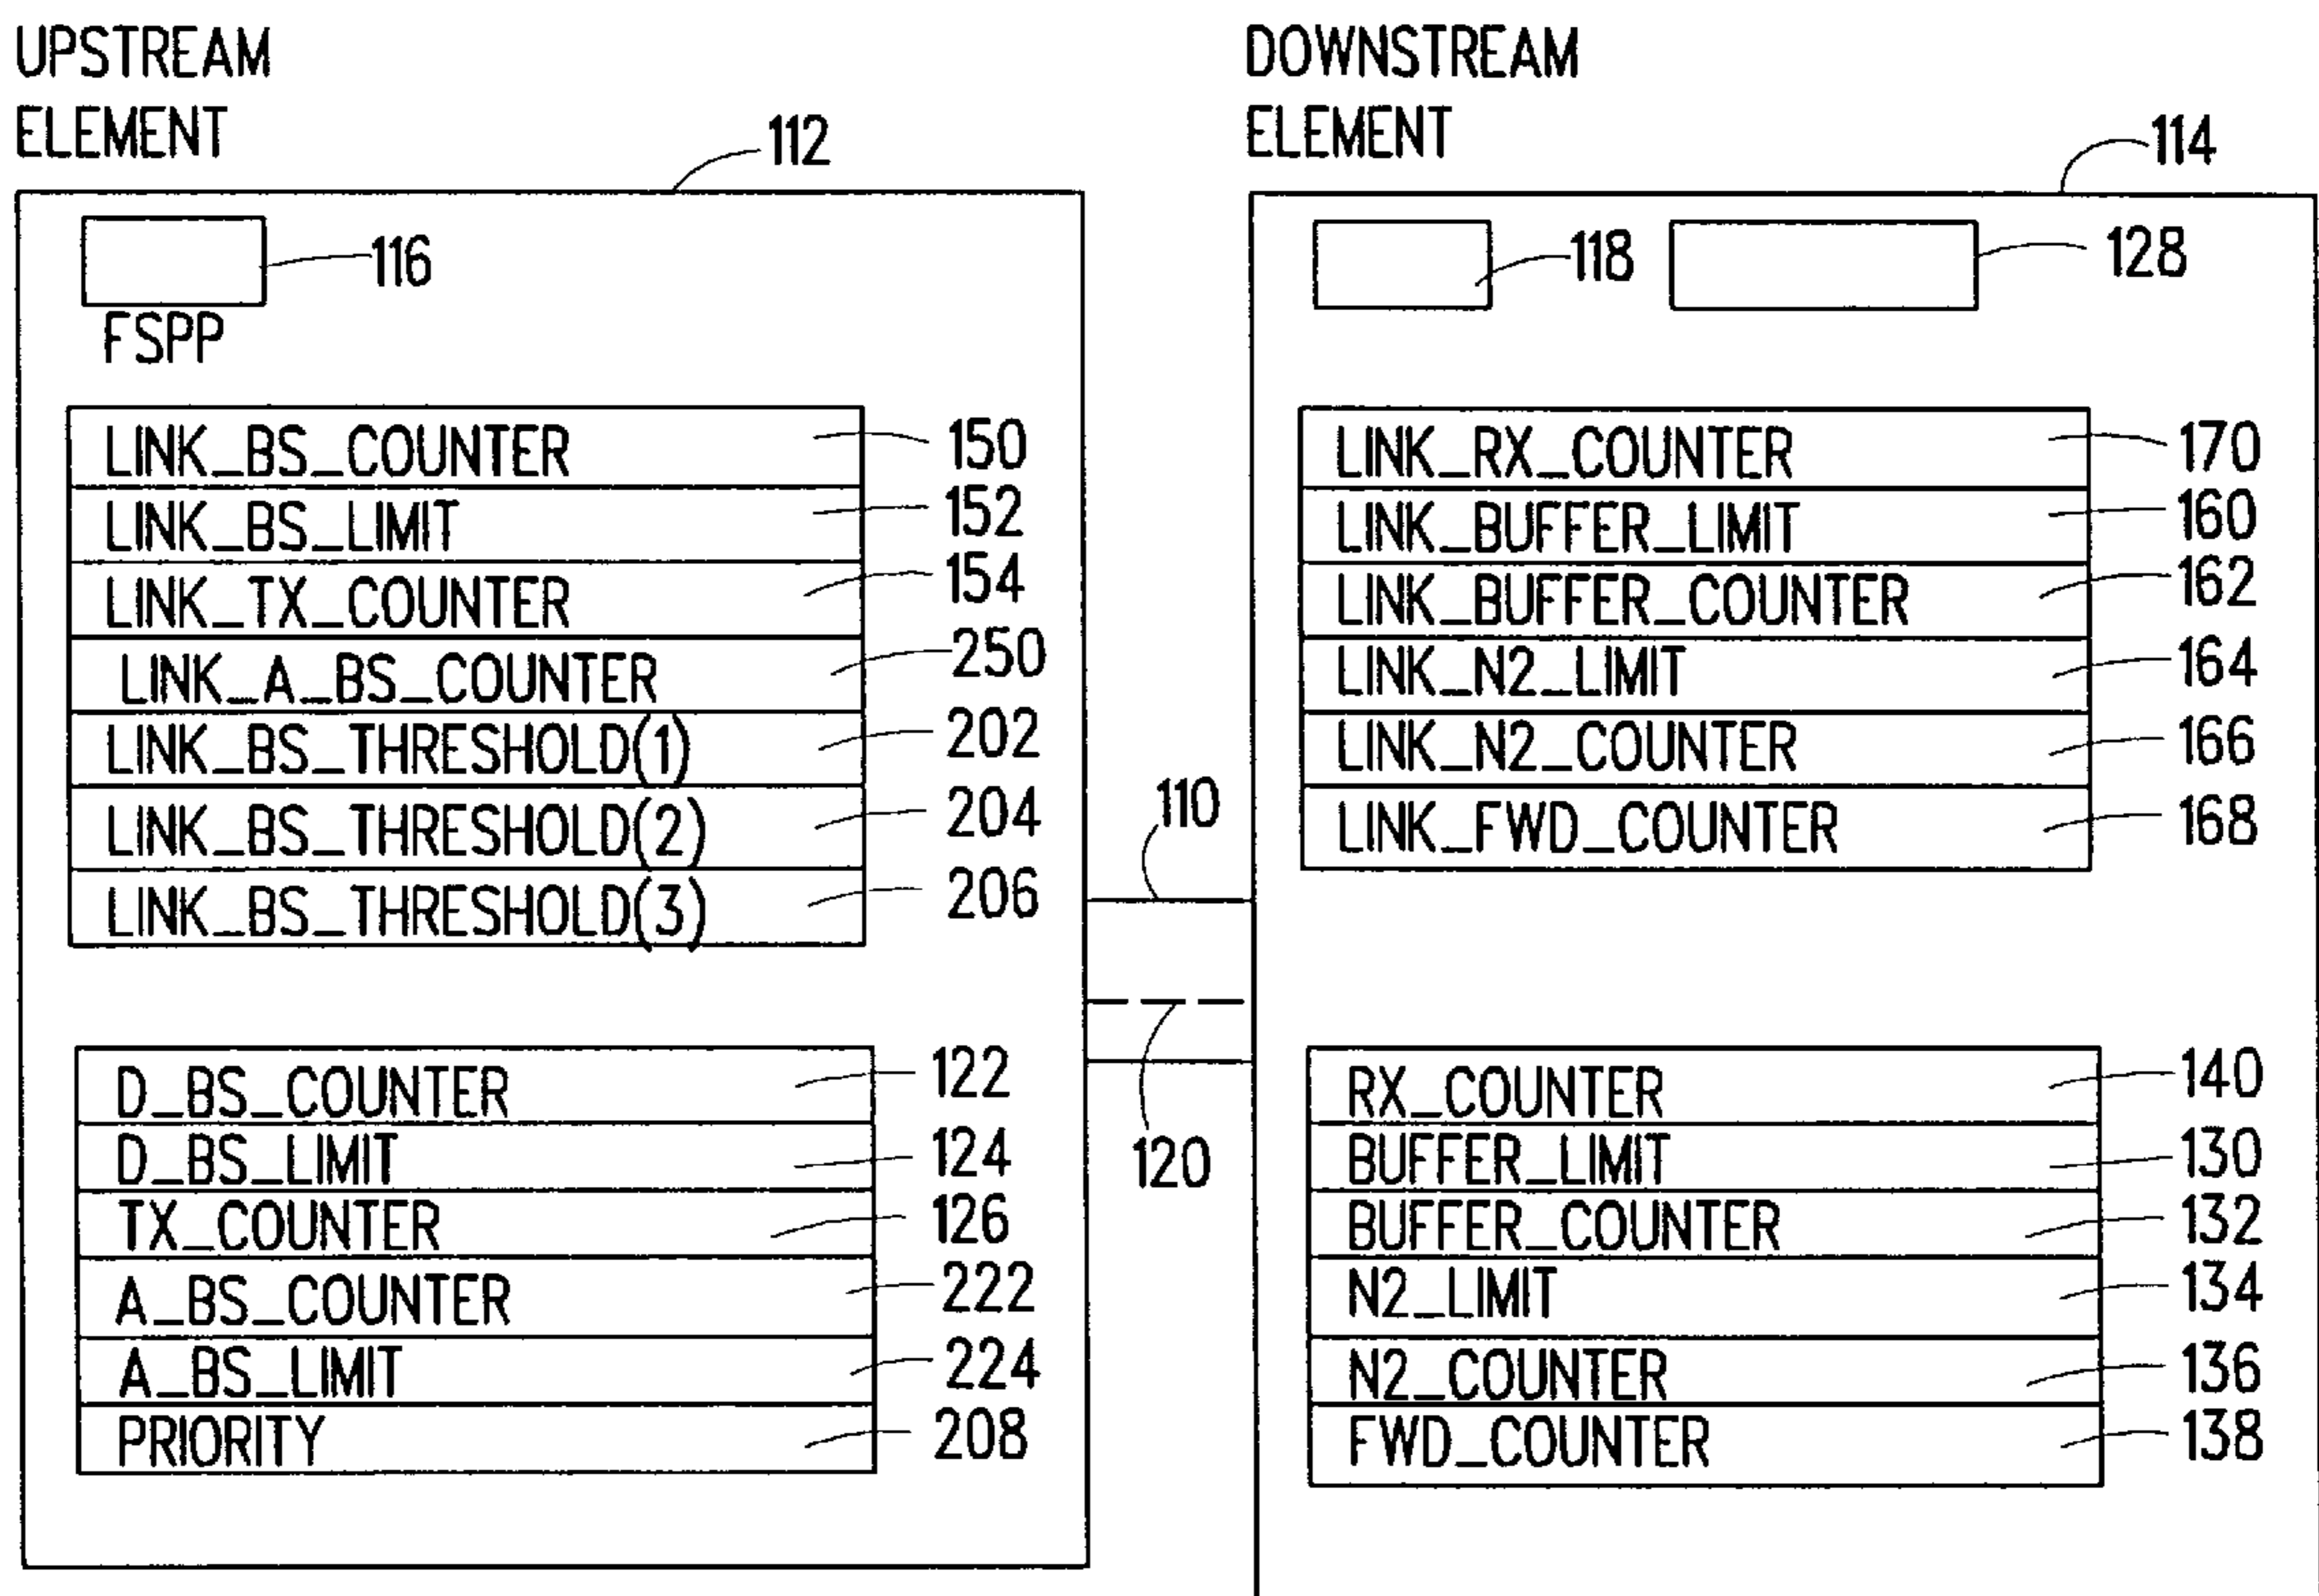 UPSTREAM
ELEMENT
112
116
FSPP
LINK_BS_COUNTER 150
LINK_BS_LIMIT 152
LINK_TX_COUNTER 154
LINK_A_BS_COUNTER 250
LINK_BS_THRESHOLD(1) 202
LINK_BS_THRESHOLD(2) 204
LINK_BS_THRESHOLD(3) 206
D_BS_COUNTER 122
D_BS_LIMIT 124
TX_COUNTER 126
A_BS_COUNTER 222
A_BS_LIMIT 224
PRIORITY 208
110
120
DOWNSTREAM
ELEMENT
114
118
128
LINK_RX_COUNTER 170
LINK_BUFFER_LIMIT 160
LINK_BUFFER_COUNTER 162
LINK_N2_LIMIT 164
LINK_N2_COUNTER 166
LINK_FWD_COUNTER 168
RX_COUNTER 140
BUFFER_LIMIT 130
BUFFER_COUNTER 132
N2_LIMIT 134
N2_COUNTER 136
FWD_COUNTER 138